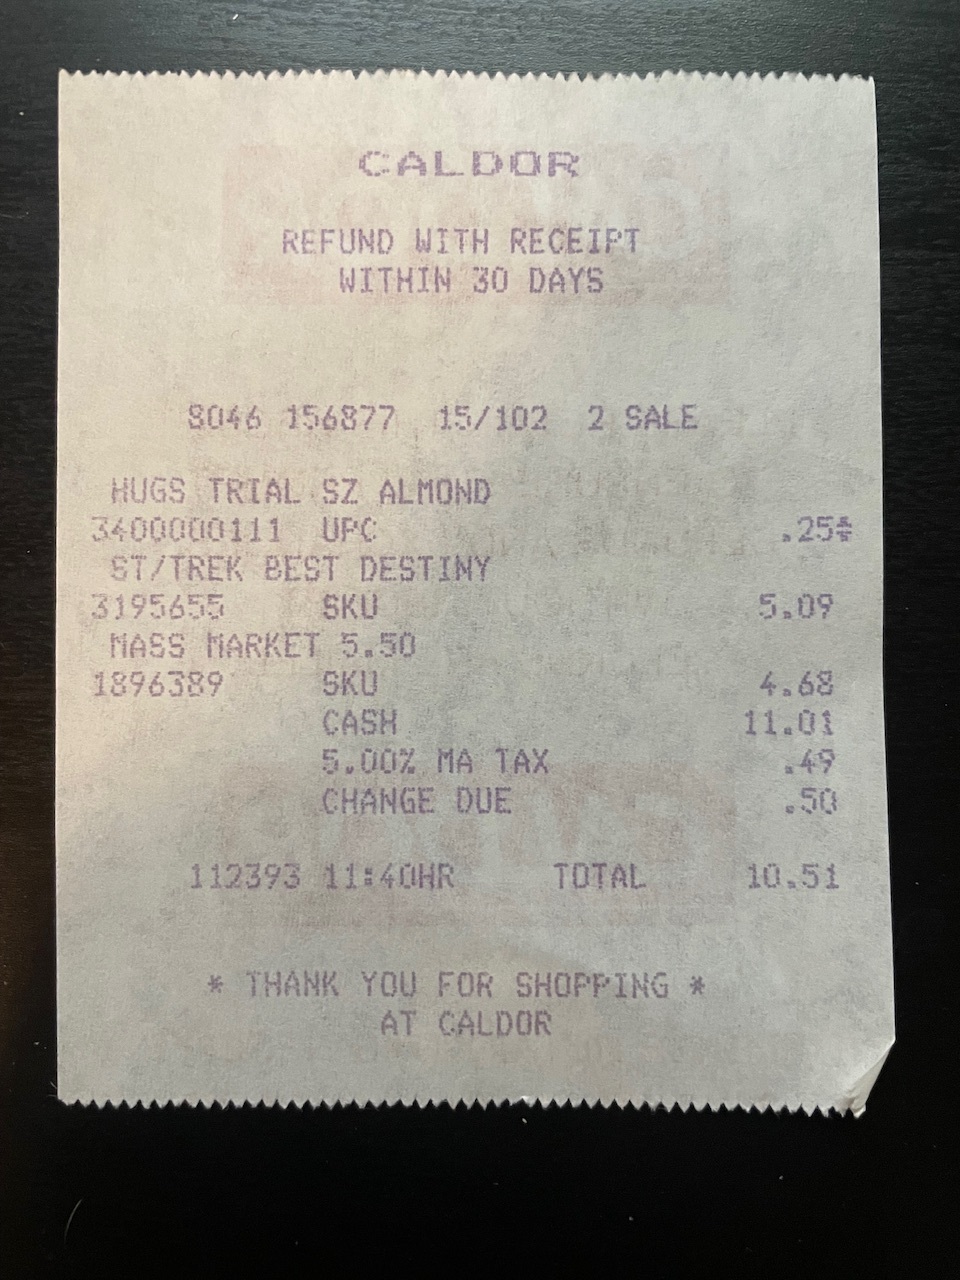 CALDOR
REFUND WITH RECEIPT
WITHIN 30 DAYS
8046 156877 15/102 2 SALE
HUGS TRIAL SZ ALMOND
3400000111 UPC .25*
ST/TREK BEST DESTINY
3195655 SKU 5.09
MASS MARKET 5.50
1896389 SKU 4.68
CASH 11.01
5.00% MA TAX .49
CHANGE DUE .50
112393 11:40HR TOTAL 10.51
* THANK YOU FOR SHOPPING *
AT CALDOR